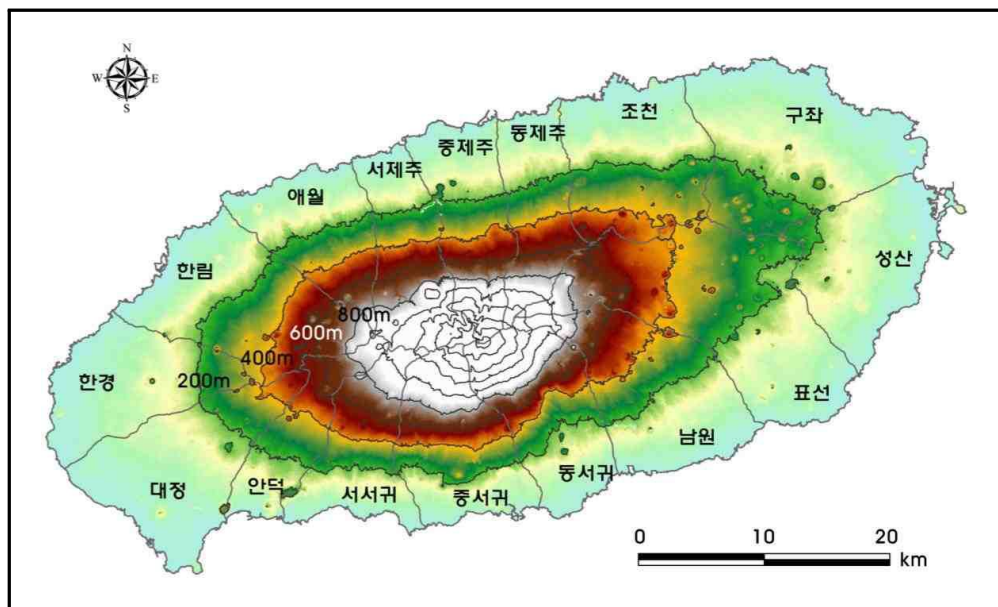 N
W E
S
조천
구좌
동제주
중제주
서제주
애월
성산
한림
800m
600m
400m
200m
한경
표선
남원
동서귀
중서귀
서서귀
안덕
대정
0 10 20
km